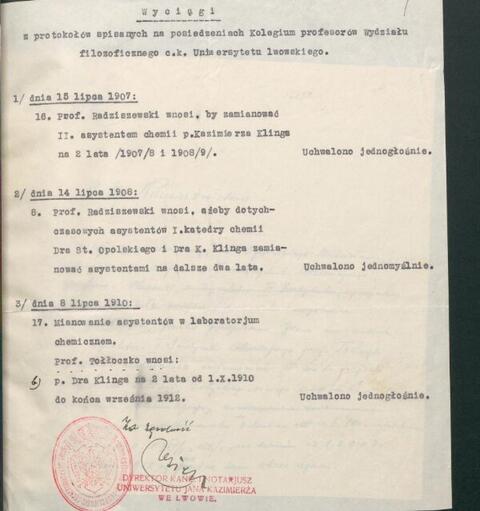 Wyciągi
z protokołów spisanych na posiedzeniach Kolegium profesorów Wydziału
filozoficznego c.k. Uniwersytetu lwowskiego.
1/ dnia 15 lipca 1907:
16. Prof. Radziszewski wnosi, by zamianować
II. asystentem chemii p.Kazimierza Klinga
na 2 lata /1907/8 i 1908/9/. Uchwalono jednogłośnie.
2/ dnia 14 lipca 1908:
8. Prof. Radziszewski wnosi, ażeby dotych-
czasowych asystentów I.katedry chemii
Dra St. Opolskiego i Dra K. Klinga zamia-
nować asystentami na dalsze dwa lata. Uchwalono jednomyślnie.
3/ dnia 8 lipca 1910:
17. Mianowanie asystentów w laboratorjum
chemicznem.
Prof. Tołłoczko wnosi:
b) p. Dra Klinga na 2 lata od 1.X.1910
do końca września 1912. Uchwalono jednogłośnie.
Za zgodność
DYREKTOR KANC. I NOTARJUSZ
UNIWERSYTETU JANA KAZIMIERZA
WE LWOWIE.